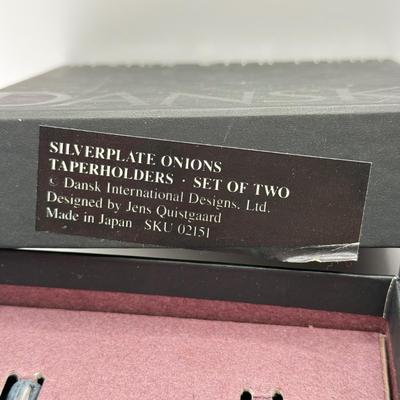 DANSK
SILVERPLATE ONIONS
TAPERHOLDERS · SET OF TWO
© Dansk International Designs, Ltd.
Designed by Jens Quistgaard
Made in Japan SKU 02151